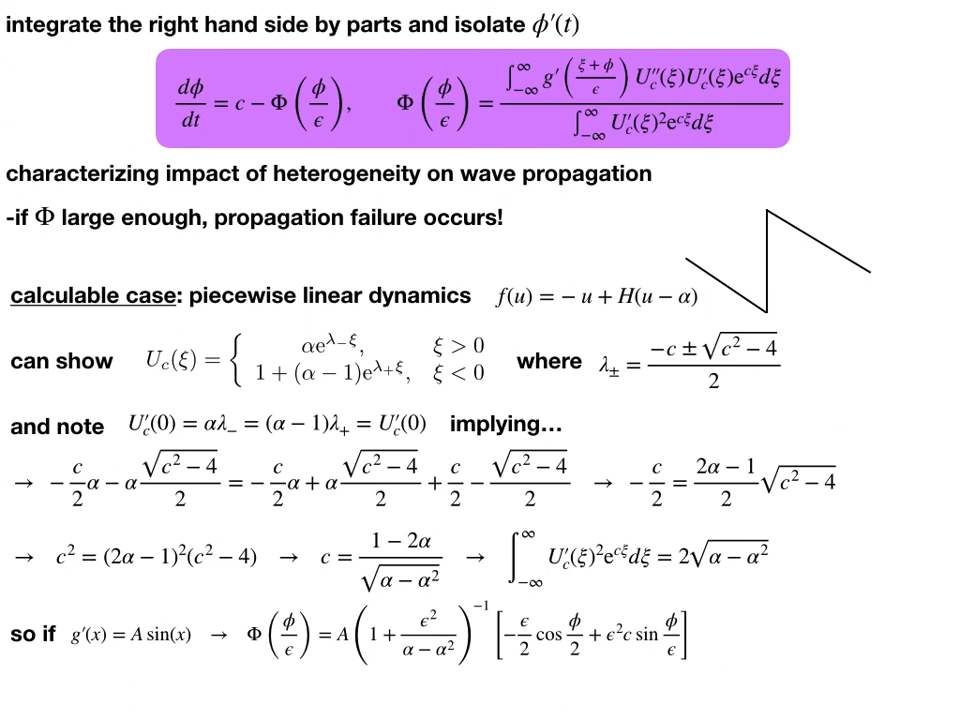 integrate the right hand side by parts and isolate ϕ′(t)
dϕ/dt = c − Φ(ϕ/ϵ), Φ(ϕ/ϵ) = ∫_{−∞}^{∞} g′((ξ+ϕ)/ϵ) U_c″(ξ)U_c′(ξ)e^{cξ}dξ / ∫_{−∞}^{∞} U_c′(ξ)²e^{cξ}dξ
characterizing impact of heterogeneity on wave propagation
-if Φ large enough, propagation failure occurs!
calculable case: piecewise linear dynamics f(u) = − u + H(u − α)
can show U_c(ξ) = { αe^{λ₋ξ}, ξ > 0; 1 + (α − 1)e^{λ₊ξ}, ξ < 0 where λ_± = (−c ± √(c² − 4))/2
and note U_c′(0) = αλ₋ = (α − 1)λ₊ = U_c′(0) implying…
→ −(c/2)α − α√(c² − 4)/2 = −(c/2)α + α√(c² − 4)/2 + c/2 − √(c² − 4)/2 → −c/2 = ((2α − 1)/2)√(c² − 4)
→ c² = (2α − 1)²(c² − 4) → c = (1 − 2α)/√(α − α²) → ∫_{−∞}^{∞} U_c′(ξ)²e^{cξ}dξ = 2√(α − α²)
so if g′(x) = A sin(x) → Φ(ϕ/ϵ) = A(1 + ϵ²/(α − α²))^{−1} [−(ϵ/2) cos(ϕ/2) + ϵ²c sin(ϕ/ϵ)]